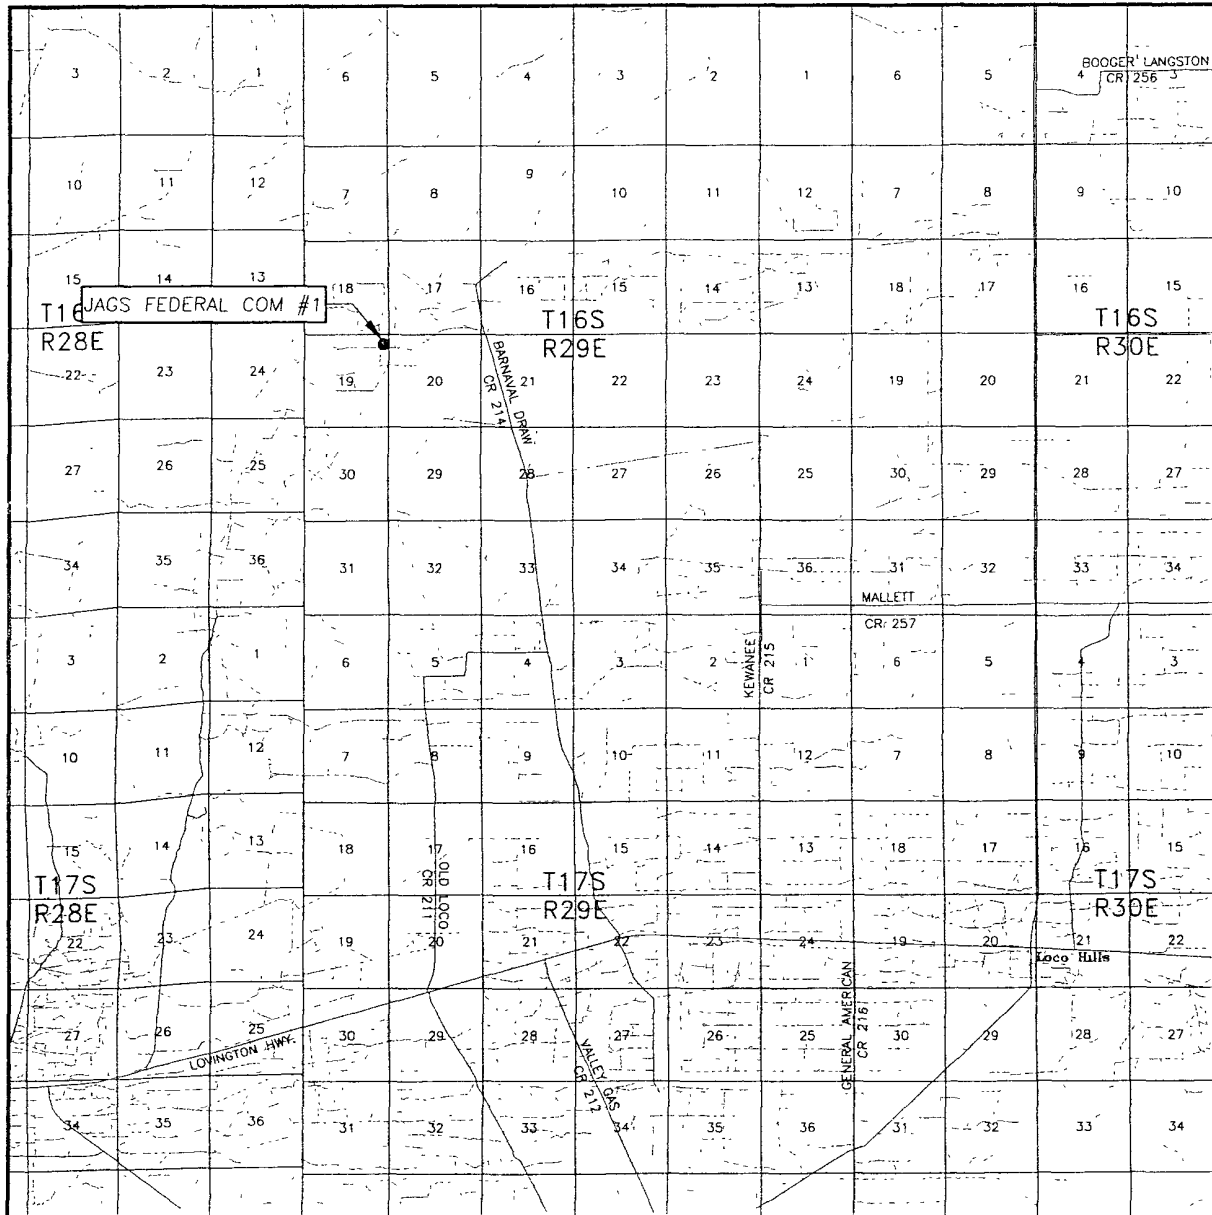 3 2 1 6 5 4 3 2 1 6 5 4 3
BOOGER LANGSTON
CR 256
10 11 12 7 8 9 10 11 12 7 8 9 10
15 14 13 18 17 16 15 14 13 18 17 16 15
JAGS FEDERAL COM #1
T16
R28E
T16S
R29E
T16S
R30E
22 23 24 19 20 21 22 23 24 19 20 21 22
BARNAVAL DRAW
CR 214
27 26 25 30 29 28 27 26 25 30 29 28 27
34 35 36 31 32 33 34 35 36 31 32 33 34
MALLETT
CR 257
3 2 1 6 5 4 3 2 1 6 5 4 3
KEWANEE
CR 215
10 11 12 7 8 9 10 11 12 7 8 9 10
15 14 13 18 17 16 15 14 13 18 17 16 15
OLD LOCO
CR 211
T17S
R28E
T17S
R29E
T17S
R30E
22 23 24 19 20 21 22 23 24 19 20 21 22
Loco Hills
27 26 25 30 29 28 27 26 25 30 29 28 27
LOVINGTON HWY.
VALLEY GAS
CR 212
GENERAL AMERICAN
CR 216
34 35 36 31 32 33 34 35 36 31 32 33 34